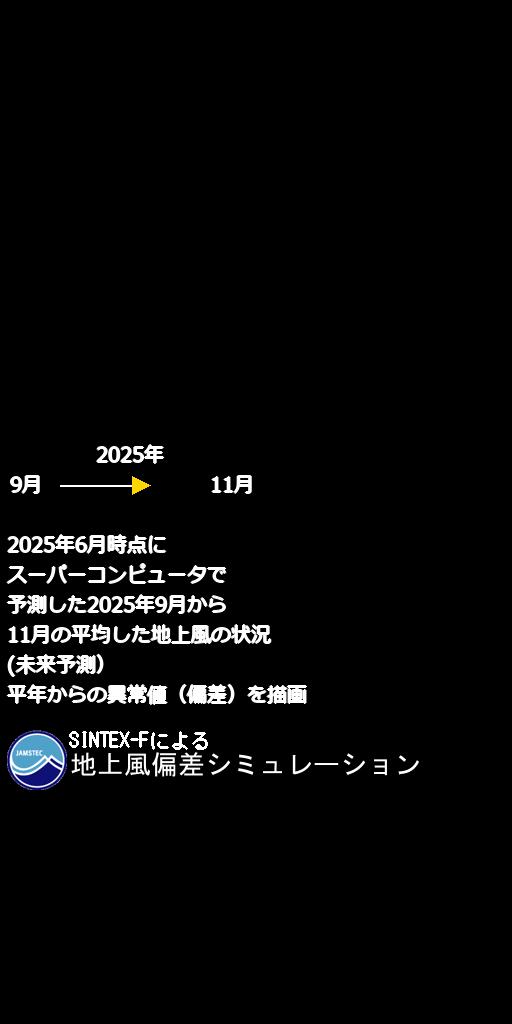 2025年
9月 11月
2025年6月時点に
スーパーコンピュータで
予測した2025年9月から
11月の平均した地上風の状況
(未来予測）
平年からの異常値（偏差）を描画
SINTEX-Fによる
JAMSTEC
地上風偏差シミュレーション